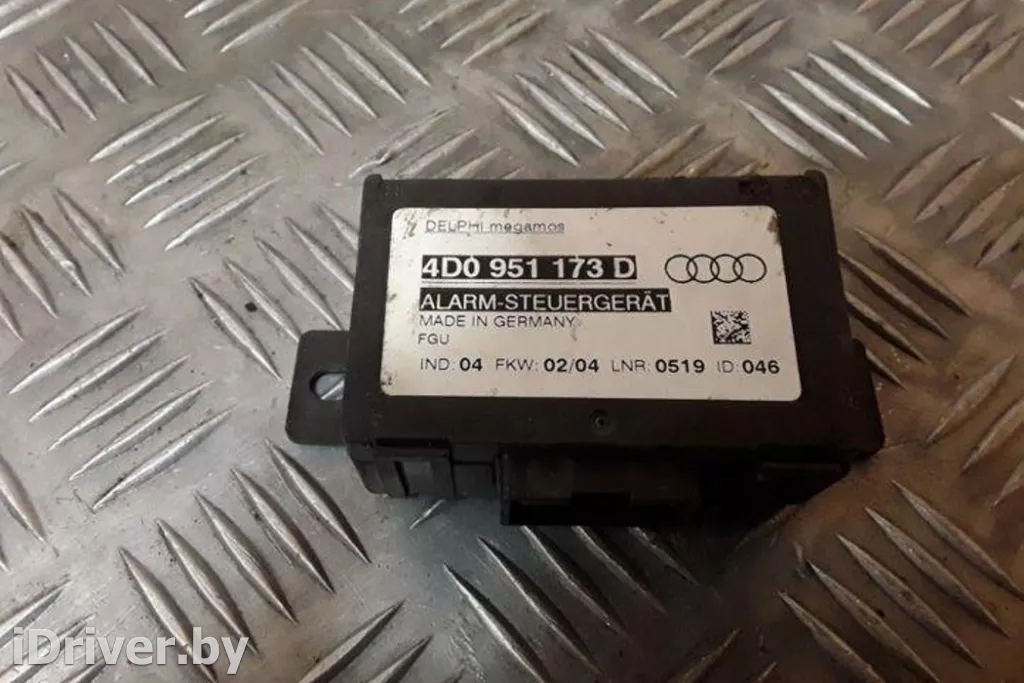 DELPHI megamos
4D0 951 173 D
ALARM-STEUERGERÄT
MADE IN GERMANY
FGU
IND: 04 FKW: 02/04 LNR: 0519 ID: 046
iDriver.by